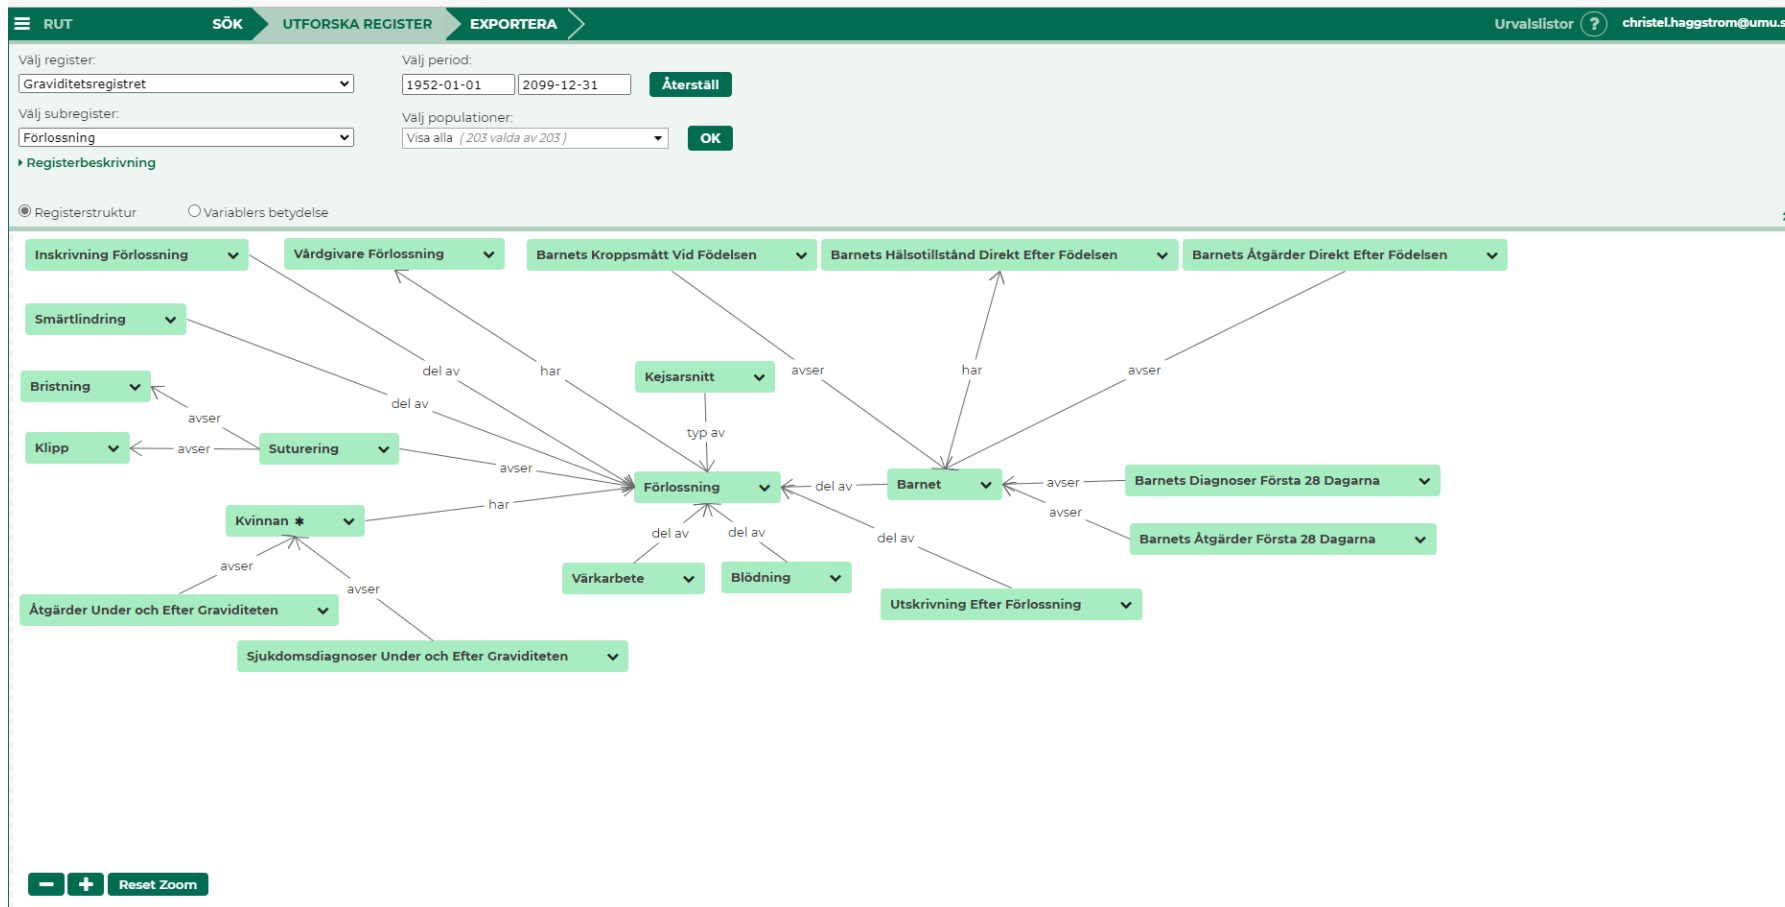 RUT SÖK UTFORSKA REGISTER EXPORTERA Urvalslistor ? christel.haggstrom@umu.s
Välj register: Välj period:
Graviditetsregistret 1952-01-01 2099-12-31 Återställ
Välj subregister: Välj populationer:
Förlossning Visa alla (203 valda av 203) OK
Registerbeskrivning
Registerstruktur Variablers betydelse
Inskrivning Förlossning Vårdgivare Förlossning Barnets Kroppsmått Vid Födelsen Barnets Hälsotillstånd Direkt Efter Födelsen Barnets Åtgärder Direkt Efter Födelsen
Smärtlindring
del av har avser har avser
Kejsarsnitt
Bristning
del av
avser
typ av
Klipp avser Suturering
avser
Förlossning del av Barnet avser Barnets Diagnoser Första 28 Dagarna
har
avser
Kvinnan ✱
del av del av del av Barnets Åtgärder Första 28 Dagarna
avser
Värkarbete Blödning
avser
Åtgärder Under och Efter Graviditeten Utskrivning Efter Förlossning
Sjukdomsdiagnoser Under och Efter Graviditeten
Reset Zoom